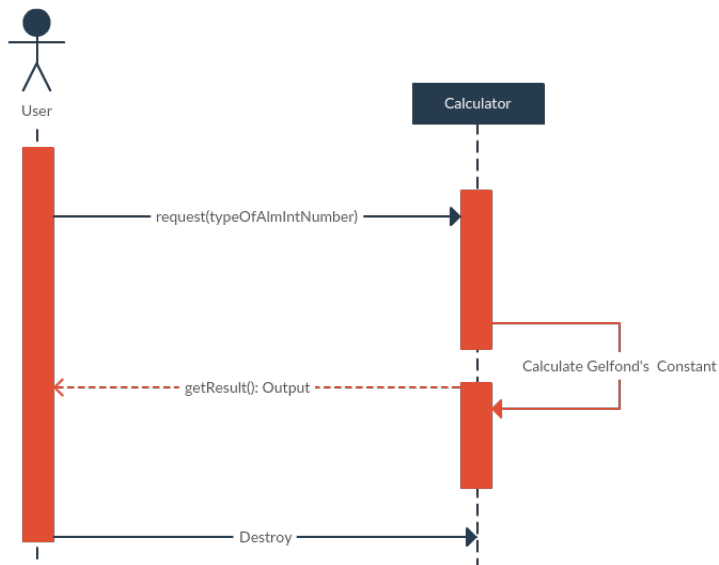 User
Calculator
request(typeOfAlmIntNumber)
Calculate Gelfond's Constant
getResult(): Output
Destroy